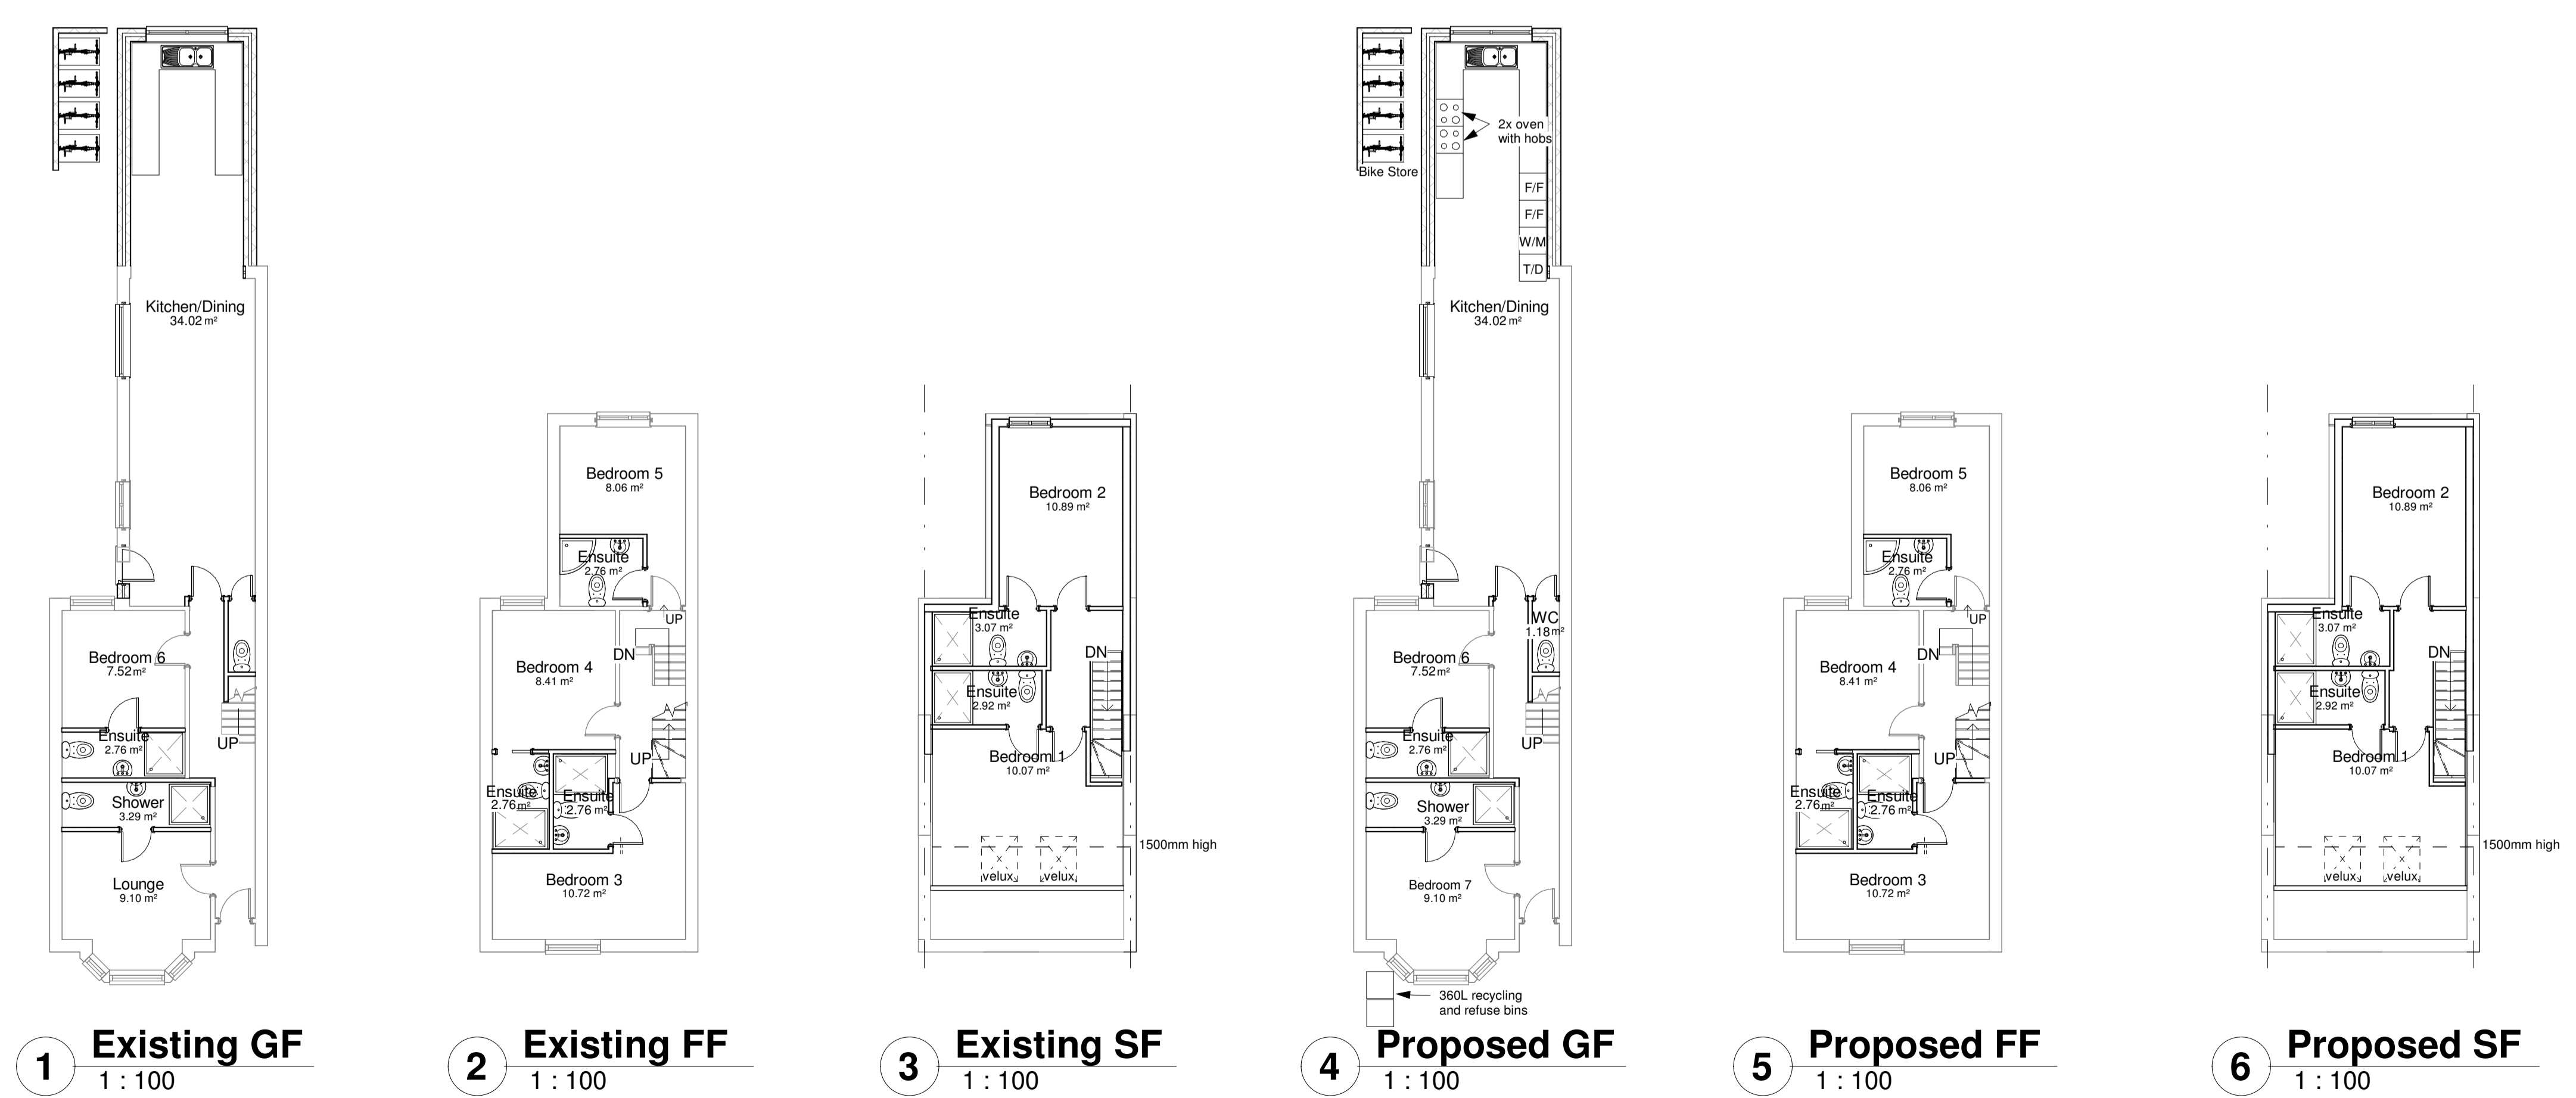 Kitchen/Dining
34.02 m²
Bedroom 6
7.52 m²
Ensuite
2.76 m²
UP
Shower
3.29 m²
Lounge
9.10 m²
1
Existing GF
1 : 100
Bedroom 5
8.06 m²
Ensuite
2.76 m²
UP
DN
Bedroom 4
8.41 m²
UP
Ensuite
2.76 m²
Ensuite
2.76 m²
Bedroom 3
10.72 m²
2
Existing FF
1 : 100
Bedroom 2
10.89 m²
Ensuite
3.07 m²
DN
Ensuite
2.92 m²
Bedroom 1
10.07 m²
1500mm high
velux
velux
3
Existing SF
1 : 100
2x oven
with hobs
Bike Store
F/F
F/F
W/M
T/D
Kitchen/Dining
34.02 m²
WC
1.18 m²
Bedroom 6
7.52 m²
Ensuite
2.76 m²
UP
Shower
3.29 m²
Bedroom 7
9.10 m²
360L recycling
and refuse bins
4
Proposed GF
1 : 100
Bedroom 5
8.06 m²
Ensuite
2.76 m²
UP
DN
Bedroom 4
8.41 m²
UP
Ensuite
2.76 m²
Ensuite
2.76 m²
Bedroom 3
10.72 m²
5
Proposed FF
1 : 100
Bedroom 2
10.89 m²
Ensuite
3.07 m²
DN
Ensuite
2.92 m²
Bedroom 1
10.07 m²
1500mm high
velux
velux
6
Proposed SF
1 : 100